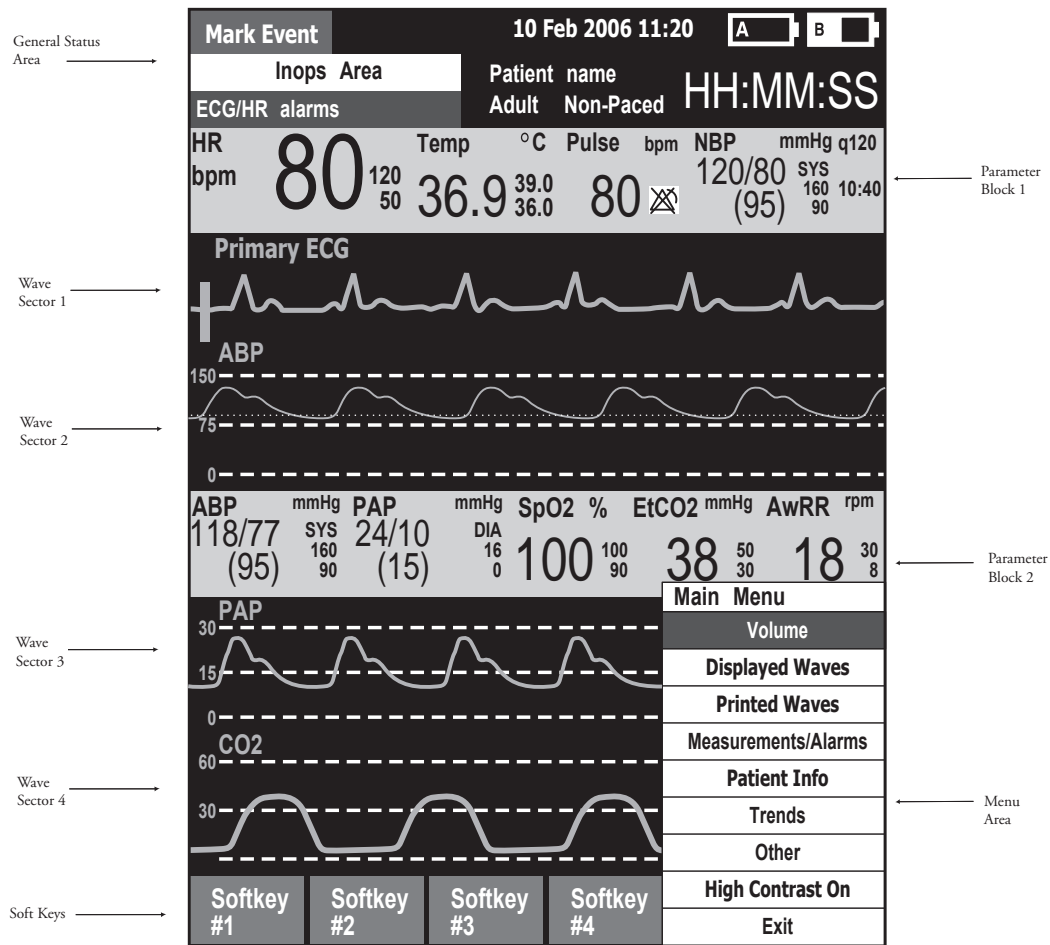 General Status
Area
Mark Event
10 Feb 2006 11:20
A
B
Inops Area
Patient name
HH:MM:SS
ECG/HR alarms
Adult Non-Paced
HR
bpm
80
120
50
Temp °C
36.9
39.0
36.0
Pulse bpm
80
NBP mmHg q120
120/80
(95)
SYS
160
90
10:40
Parameter
Block 1
Primary ECG
Wave
Sector 1
ABP
150
75
0
Wave
Sector 2
ABP mmHg
118/77
(95)
SYS
160
90
PAP mmHg
24/10
(15)
DIA
16
0
SpO2 %
100
100
90
EtCO2 mmHg
38
50
30
AwRR rpm
18
30
8
Parameter
Block 2
PAP
30
15
0
Wave
Sector 3
CO2
60
30
Wave
Sector 4
Main Menu
Volume
Displayed Waves
Printed Waves
Measurements/Alarms
Patient Info
Trends
Other
High Contrast On
Exit
Menu
Area
Soft Keys
Softkey
#1
Softkey
#2
Softkey
#3
Softkey
#4